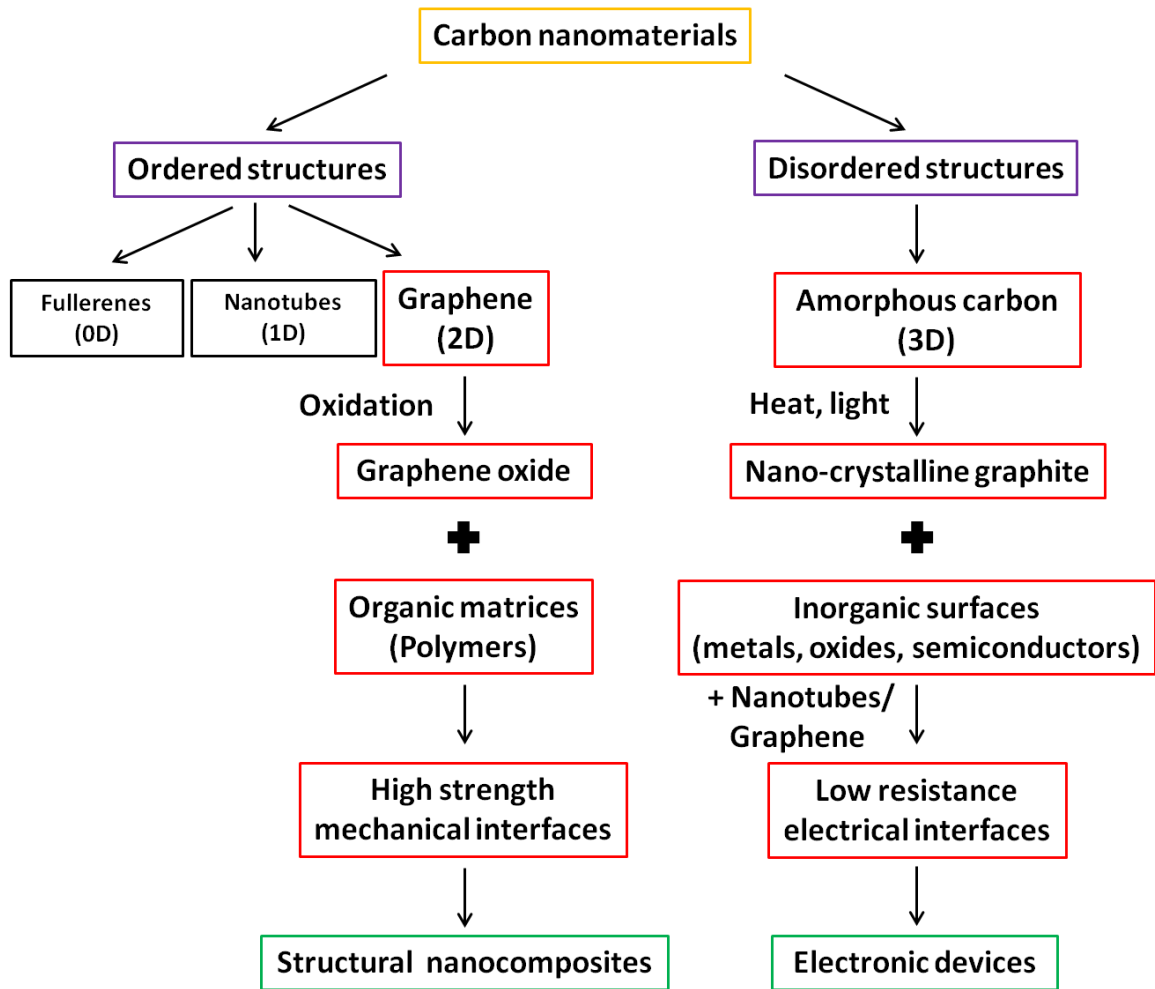 Carbon nanomaterials
Ordered structures
Disordered structures
Fullerenes
(0D)
Nanotubes
(1D)
Graphene
(2D)
Amorphous carbon
(3D)
Oxidation
Heat, light
Graphene oxide
Nano-crystalline graphite
Organic matrices
(Polymers)
Inorganic surfaces
(metals, oxides, semiconductors)
+ Nanotubes/
Graphene
High strength
mechanical interfaces
Low resistance
electrical interfaces
Structural nanocomposites
Electronic devices